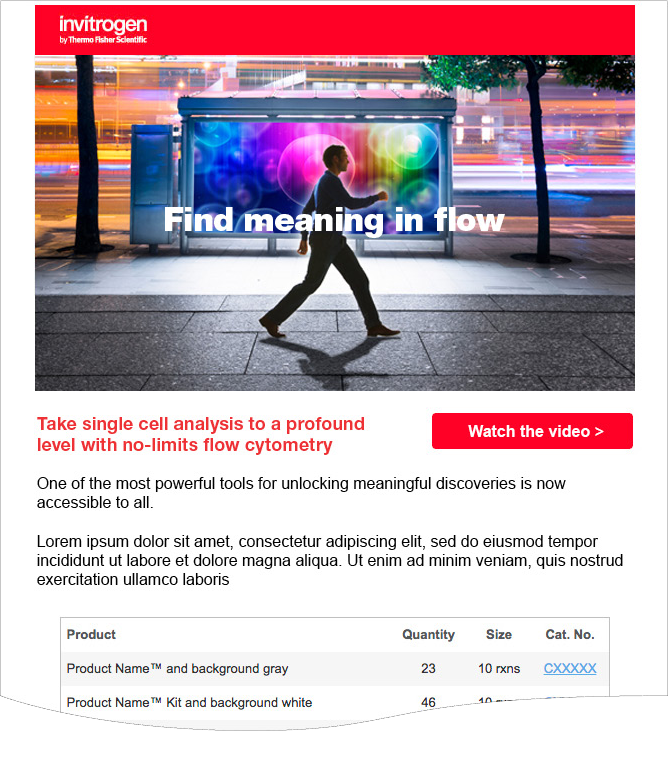 invitrogen
by Thermo Fisher Scientific
Find meaning in flow
Take single cell analysis to a profound
level with no-limits flow cytometry
Watch the video >
One of the most powerful tools for unlocking meaningful discoveries is now
accessible to all.
Lorem ipsum dolor sit amet, consectetur adipiscing elit, sed do eiusmod tempor
incididunt ut labore et dolore magna aliqua. Ut enim ad minim veniam, quis nostrud
exercitation ullamco laboris
Product Quantity Size Cat. No.
Product Name™ and background gray 23 10 rxns CXXXXX
Product Name™ Kit and background white 46